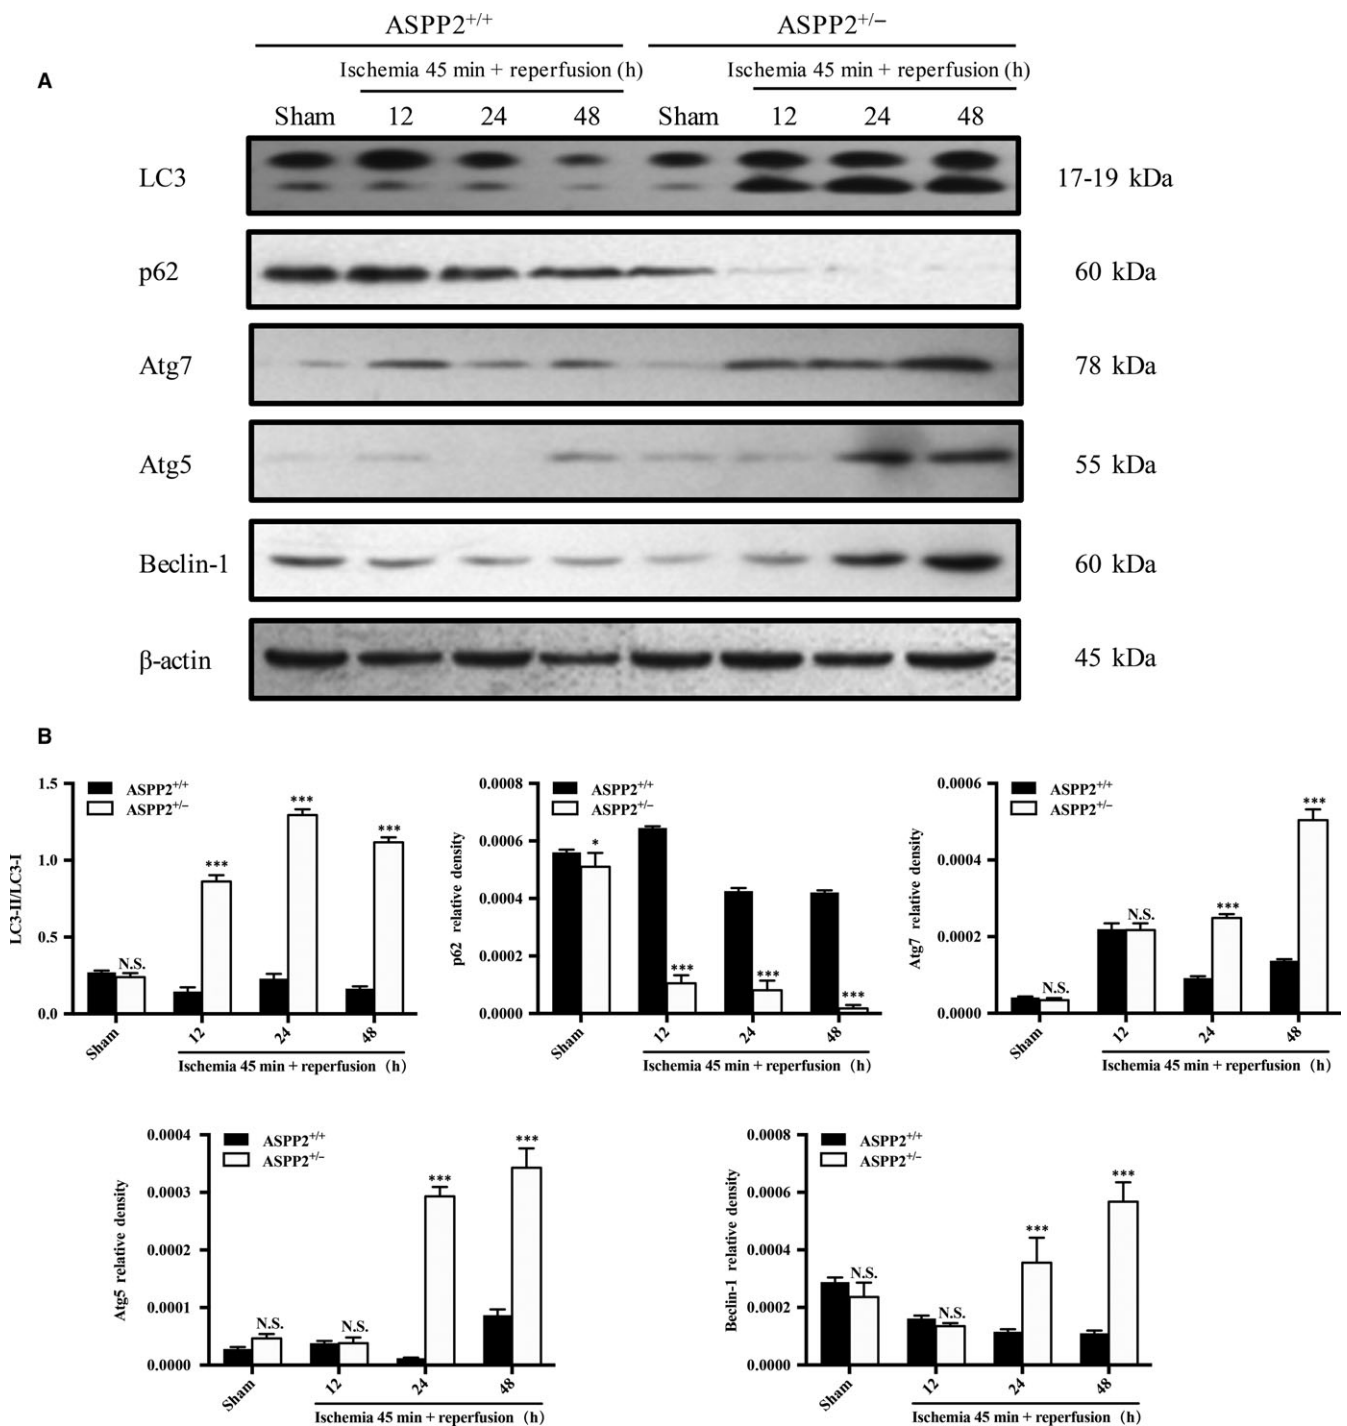 ASPP2+/+ ASPP2+/−
A
Ischemia 45 min + reperfusion (h) Ischemia 45 min + reperfusion (h)
Sham 12 24 48 Sham 12 24 48
LC3 17-19 kDa
p62 60 kDa
Atg7 78 kDa
Atg5 55 kDa
Beclin-1 60 kDa
β-actin 45 kDa
B
LC3-II/LC3-I
1.5
1.0
0.5
0.0
ASPP2+/+
ASPP2+/−
N.S. *** *** ***
Sham 12 24 48
Ischemia 45 min + reperfusion (h)
p62 relative density
0.0008
0.0006
0.0004
0.0002
0.0000
ASPP2+/+
ASPP2+/−
* *** *** ***
Sham 12 24 48
Ischemia 45 min + reperfusion (h)
Atg7 relative density
0.0006
0.0004
0.0002
0.0000
ASPP2+/+
ASPP2+/−
N.S. N.S. *** ***
Sham 12 24 48
Ischemia 45 min + reperfusion (h)
Atg5 relative density
0.0004
0.0003
0.0002
0.0001
0.0000
ASPP2+/+
ASPP2+/−
N.S. N.S. *** ***
Sham 12 24 48
Ischemia 45 min + reperfusion (h)
Beclin-1 relative density
0.0008
0.0006
0.0004
0.0002
0.0000
ASPP2+/+
ASPP2+/−
N.S. N.S. *** ***
Sham 12 24 48
Ischemia 45 min + reperfusion (h)